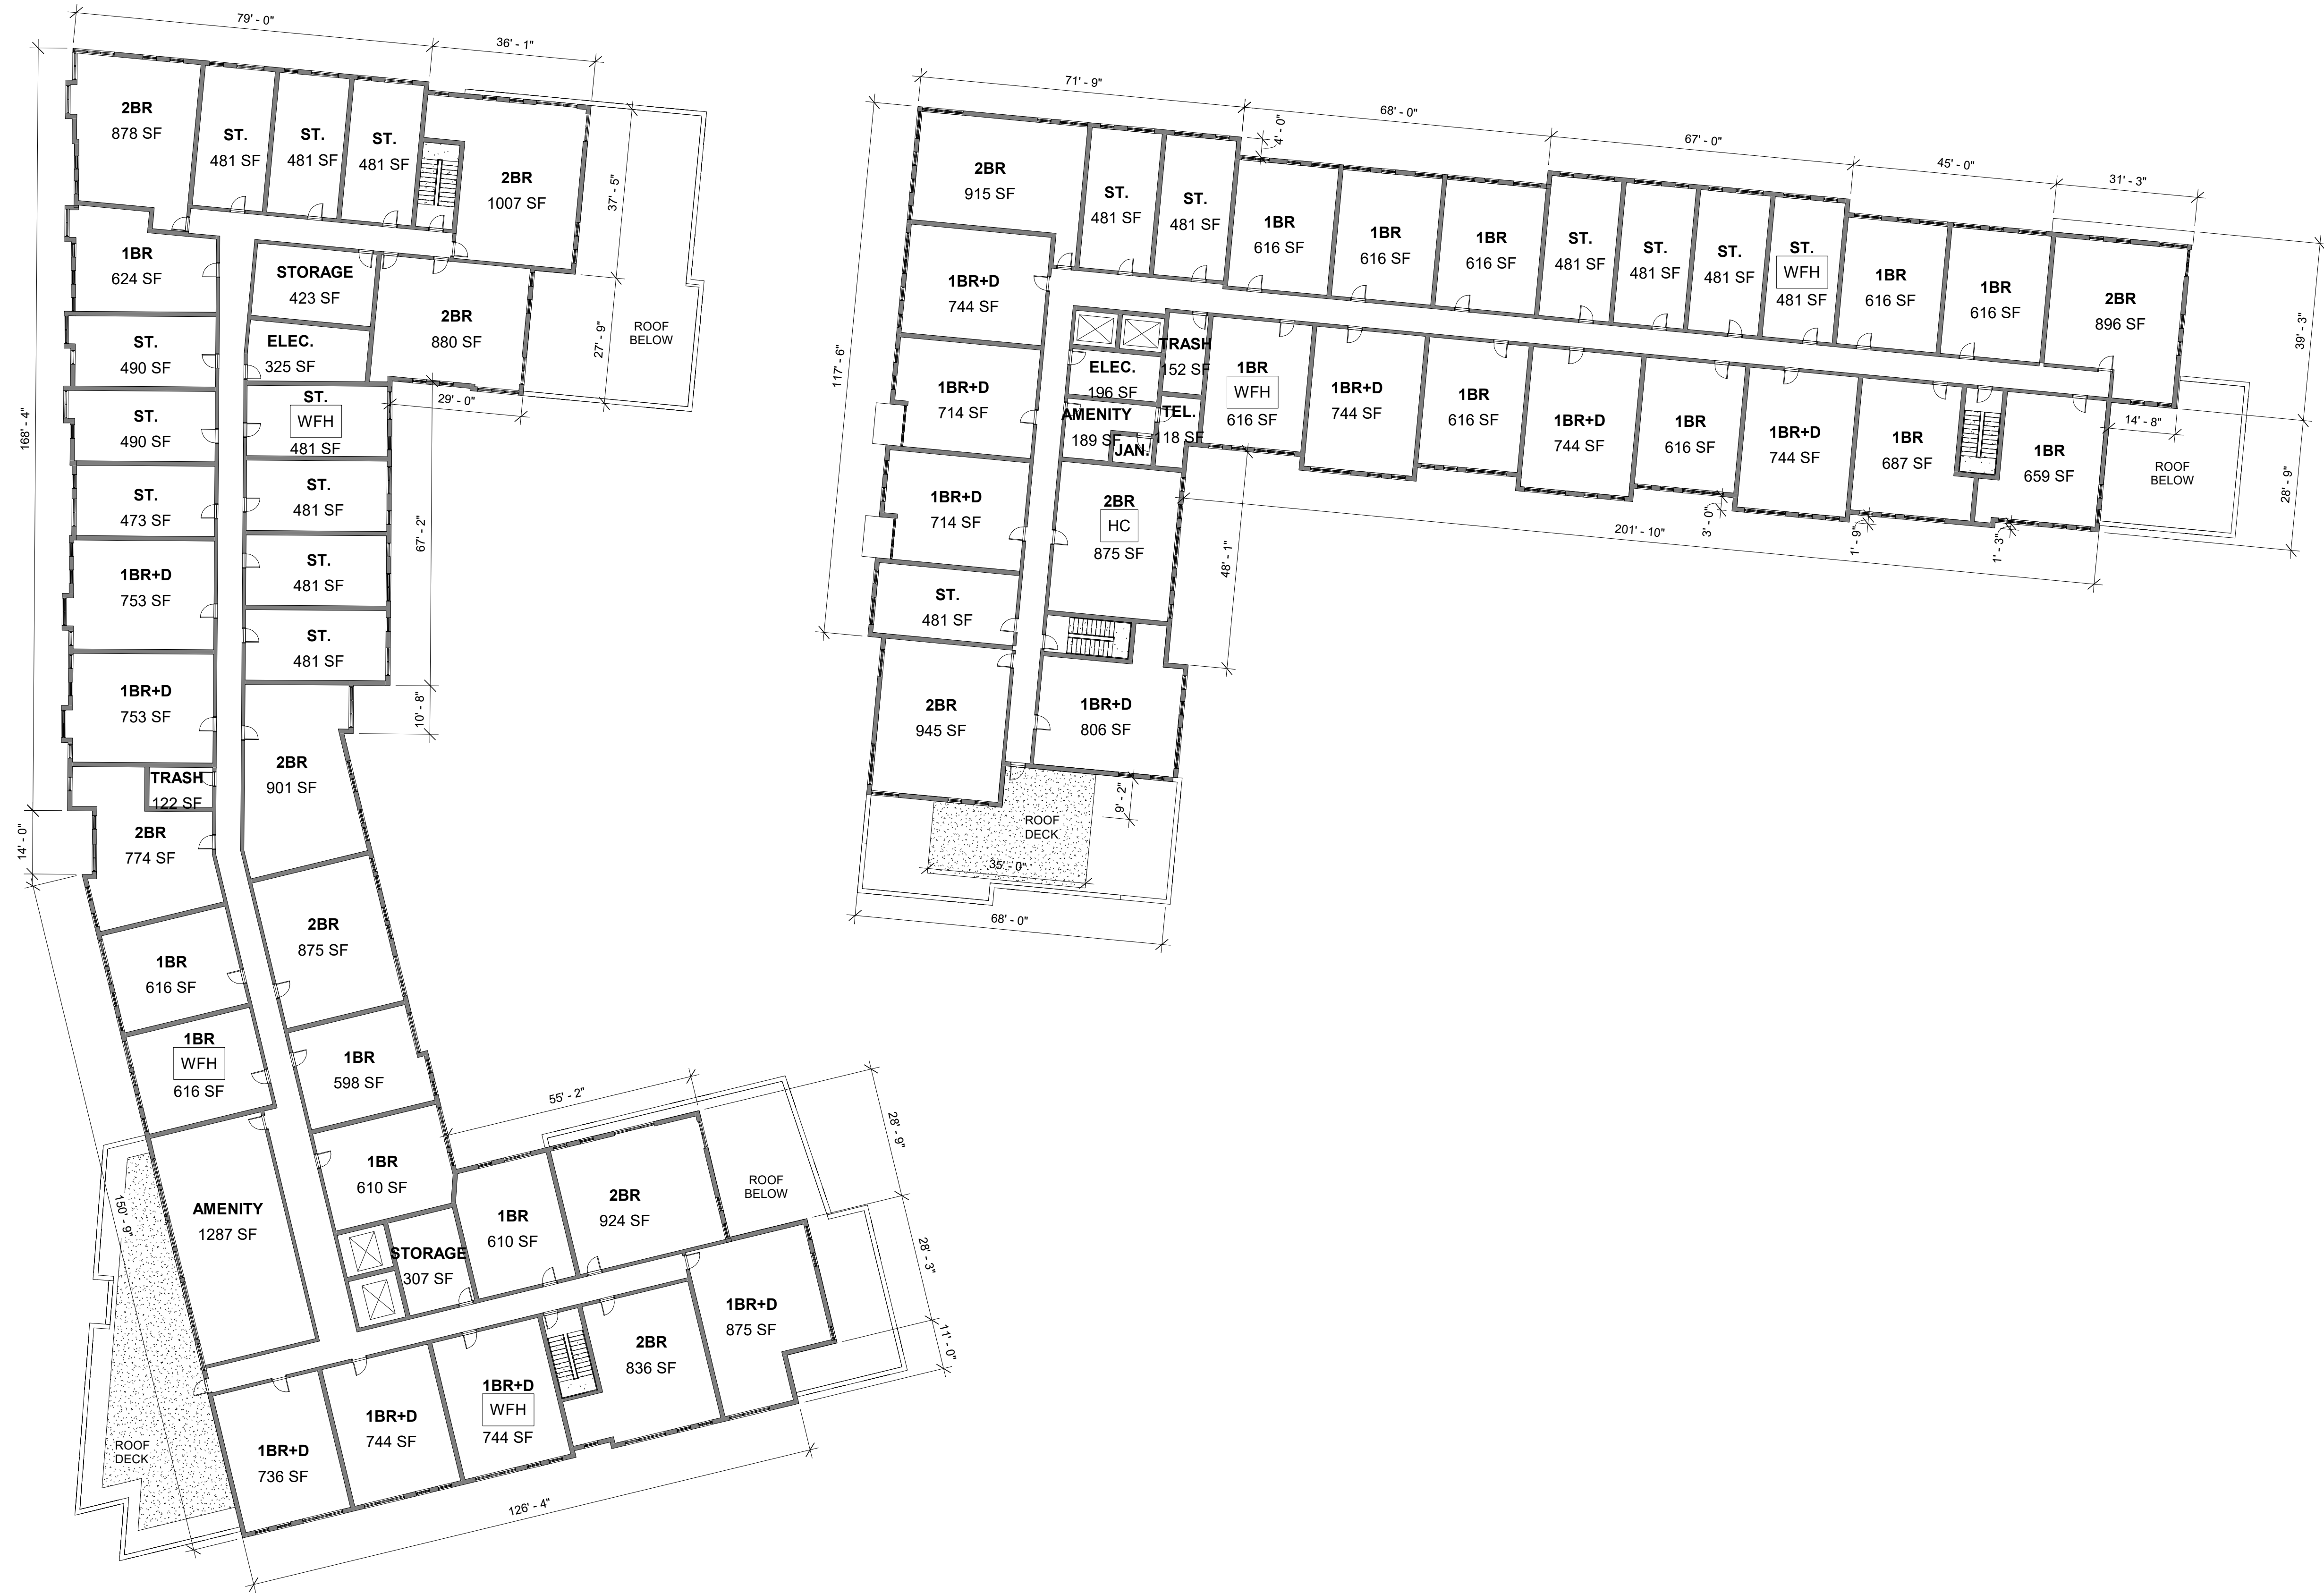 79' - 0"
36' - 1"
2BR
878 SF
ST.
481 SF
ST.
481 SF
ST.
481 SF
2BR
1007 SF
37' - 5"
1BR
624 SF
STORAGE
423 SF
2BR
880 SF
ROOF
BELOW
27' - 9"
ELEC.
325 SF
ST.
490 SF
29' - 0"
168' - 4"
ST.
490 SF
ST.
WFH
481 SF
ST.
473 SF
ST.
481 SF
67' - 2"
1BR+D
753 SF
ST.
481 SF
ST.
481 SF
1BR+D
753 SF
10' - 8"
TRASH
122 SF
2BR
901 SF
14' - 0"
2BR
774 SF
2BR
875 SF
1BR
616 SF
1BR
WFH
616 SF
1BR
598 SF
55' - 2"
28' - 9"
1BR
610 SF
150' - 9"
AMENITY
1287 SF
ROOF
BELOW
2BR
924 SF
1BR
610 SF
STORAGE
307 SF
28' - 3"
1BR+D
875 SF
11' - 0"
2BR
836 SF
1BR+D
WFH
744 SF
1BR+D
744 SF
1BR+D
736 SF
ROOF
DECK
126' - 4"
71' - 9"
68' - 0"
4' - 0"
67' - 0"
45' - 0"
31' - 3"
2BR
915 SF
ST.
481 SF
ST.
481 SF
1BR
616 SF
1BR
616 SF
1BR
616 SF
ST.
481 SF
ST.
481 SF
ST.
481 SF
ST.
WFH
481 SF
1BR
616 SF
1BR
616 SF
2BR
896 SF
39' - 3"
1BR+D
744 SF
117' - 6"
1BR+D
714 SF
ELEC.
196 SF
TRASH
152 SF
AMENITY
189 SF
TEL.
118 SF
JAN.
1BR
WFH
616 SF
1BR+D
744 SF
1BR
616 SF
1BR+D
744 SF
1BR
616 SF
1BR+D
744 SF
1BR
687 SF
1BR
659 SF
14' - 8"
ROOF
BELOW
28' - 9"
1BR+D
714 SF
2BR
HC
875 SF
48' - 1"
201' - 10"
3' - 0"
1' - 9"
1' - 3"
ST.
481 SF
2BR
945 SF
1BR+D
806 SF
9' - 2"
ROOF
DECK
35' - 0"
68' - 0"